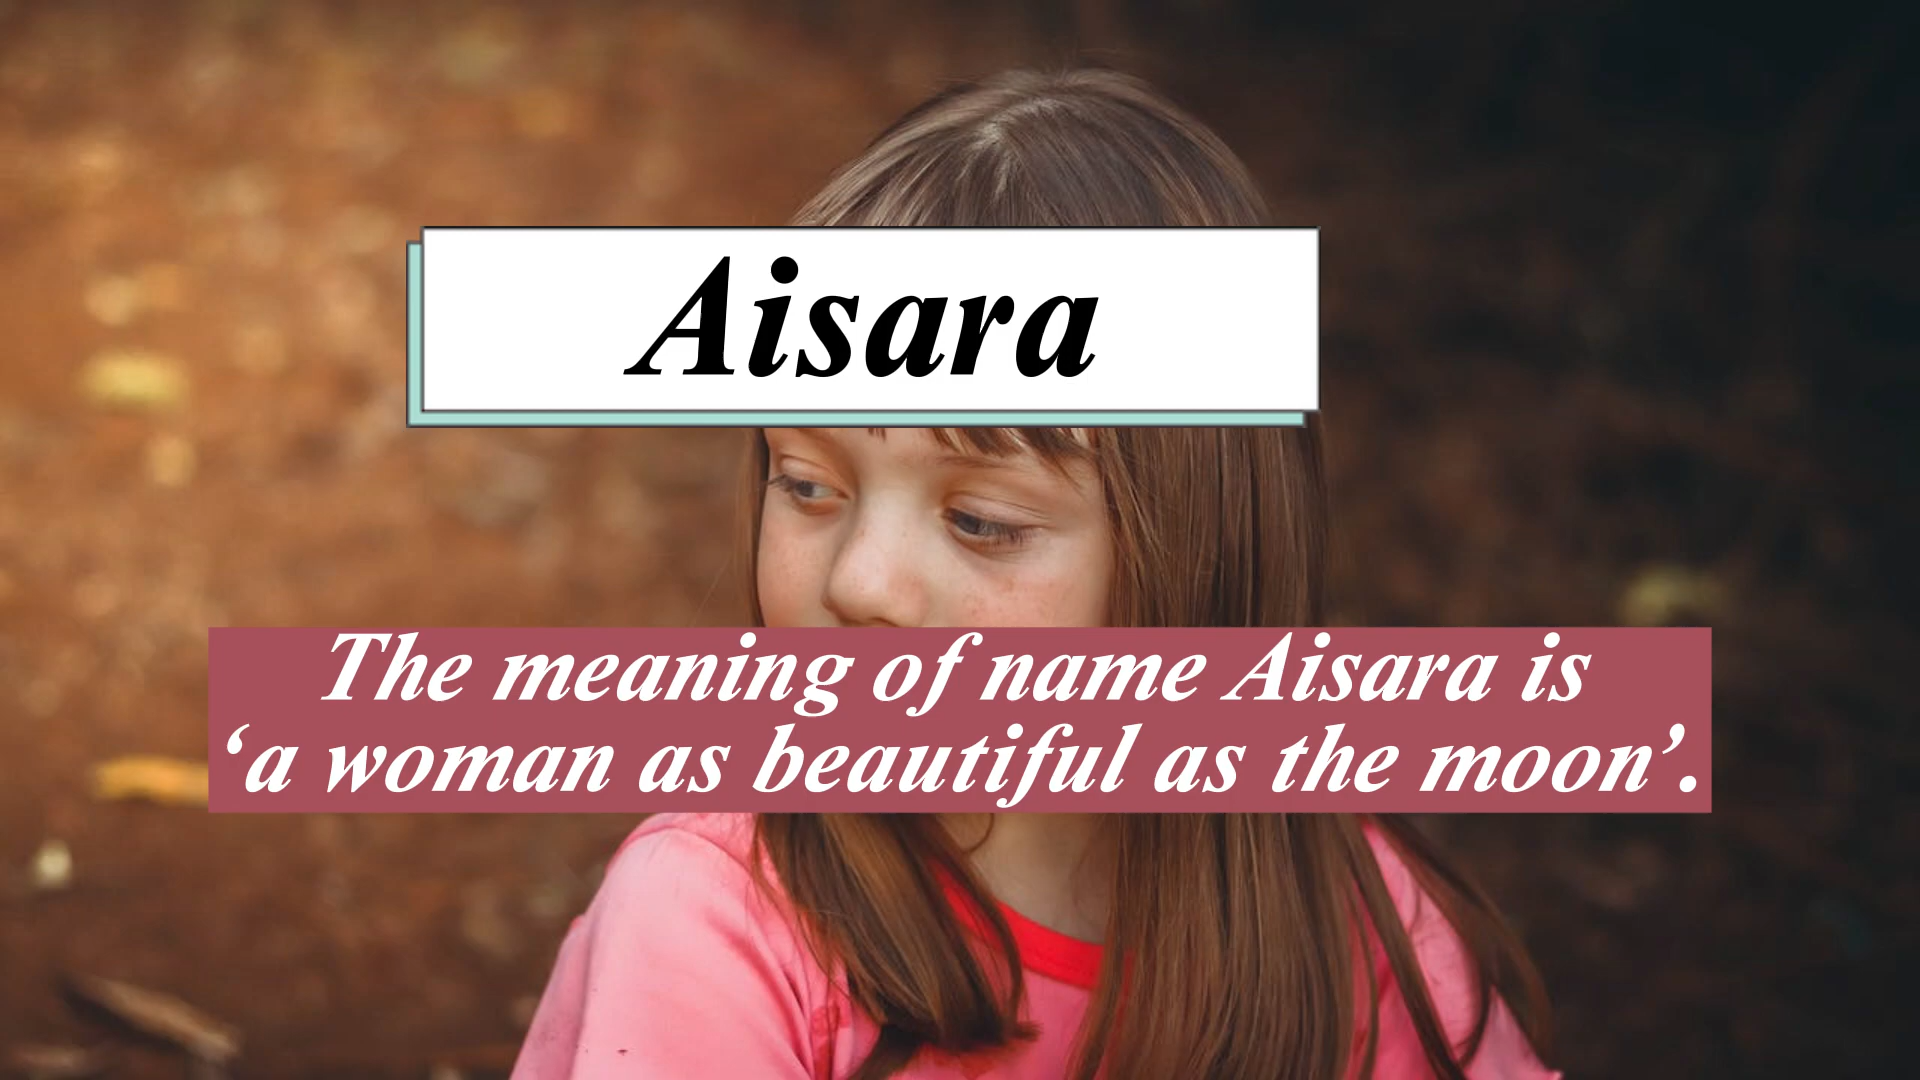 Aisara
The meaning of name Aisara is
‘a woman as beautiful as the moon’.